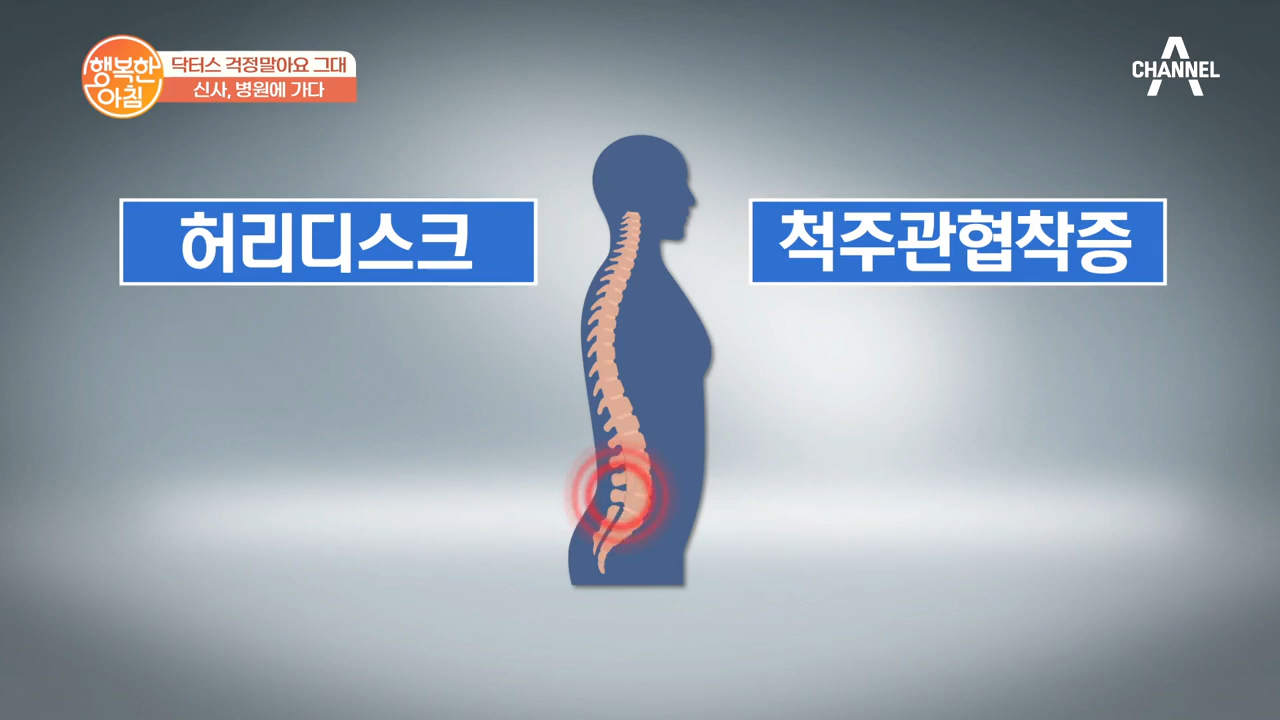 행복한
아침
닥터스 걱정말아요 그대
신사, 병원에 가다
CHANNEL A
허리디스크
척추관협착증